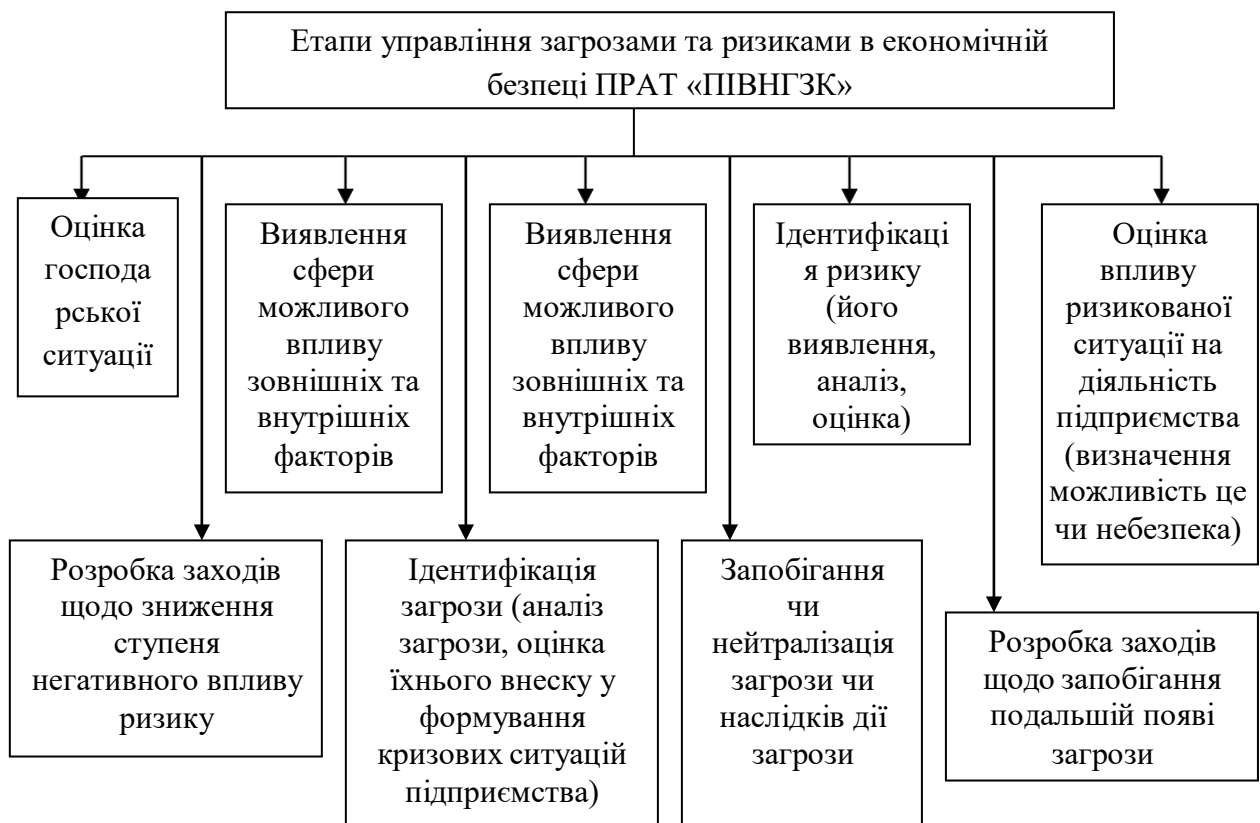 Етапи управління загрозами та ризиками в економічній
безпеці ПРАТ «ПІВНГЗК»
Оцінка
господа
рської
ситуації
Виявлення
сфери
можливого
впливу
зовнішніх та
внутрішніх
факторів
Виявлення
сфери
можливого
впливу
зовнішніх та
внутрішніх
факторів
Ідентифікаці
я ризику
(його
виявлення,
аналіз,
оцінка)
Оцінка
впливу
ризикованої
ситуації на
діяльність
підприємства
(визначення
можливість це
чи небезпека)
Розробка заходів
щодо зниження
ступеня
негативного впливу
ризику
Ідентифікація
загрози (аналіз
загрози, оцінка
їхнього внеску у
формування
кризових ситуацій
підприємства)
Запобігання
чи
нейтралізація
загрози чи
наслідків дії
загрози
Розробка заходів
щодо запобігання
подальшій появі
загрози